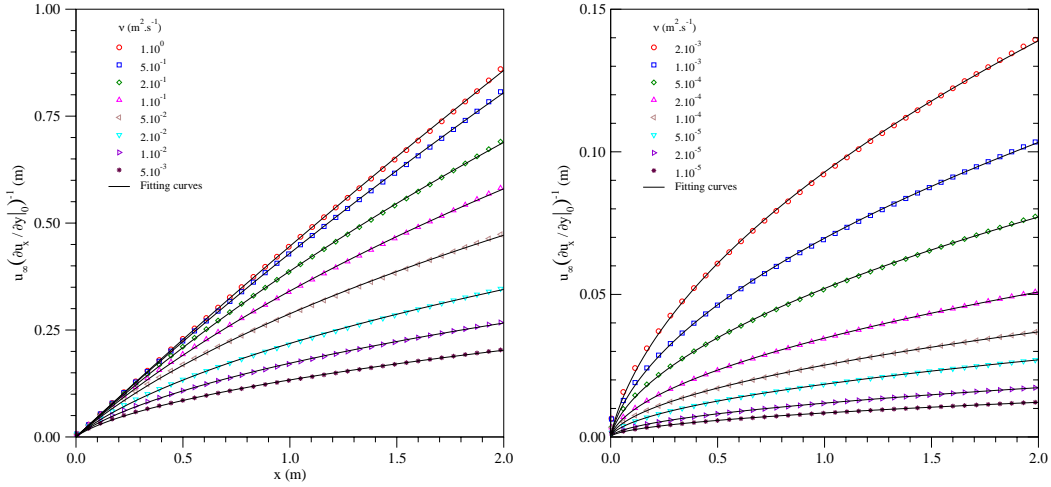 1.00
0.75
0.50
0.25
0.00
u∞(∂uₓ/∂y|₀)⁻¹ (m)
ν (m².s⁻¹)
1.10⁰
5.10⁻¹
2.10⁻¹
1.10⁻¹
5.10⁻²
2.10⁻²
1.10⁻²
5.10⁻³
Fitting curves
0.0 0.5 1.0 1.5 2.0
x (m)
0.15
0.10
0.05
0.00
u∞(∂uₓ/∂y|₀)⁻¹ (m)
ν (m².s⁻¹)
2.10⁻³
1.10⁻³
5.10⁻⁴
2.10⁻⁴
1.10⁻⁴
5.10⁻⁵
2.10⁻⁵
1.10⁻⁵
Fitting curves
0.0 0.5 1.0 1.5 2.0
x (m)